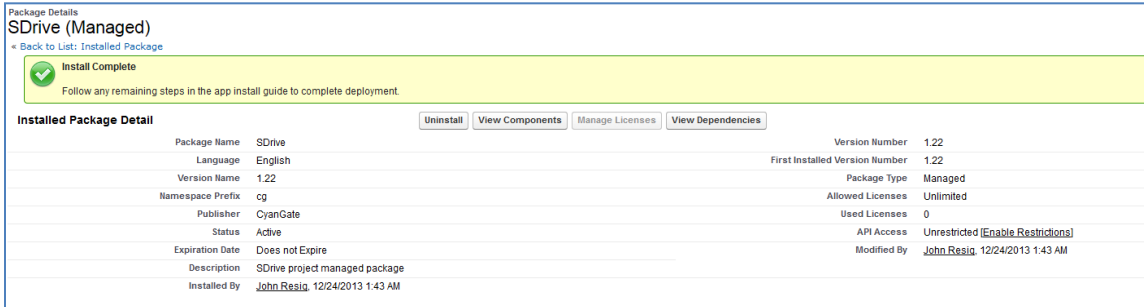 Package Details
SDrive (Managed)
« Back to List: Installed Package
Install Complete
Follow any remaining steps in the app install guide to complete deployment.
Installed Package Detail
Uninstall View Components Manage Licenses View Dependencies
Package Name SDrive Version Number 1.22
Language English First Installed Version Number 1.22
Version Name 1.22 Package Type Managed
Namespace Prefix cg Allowed Licenses Unlimited
Publisher CyanGate Used Licenses 0
Status Active API Access Unrestricted [Enable Restrictions]
Expiration Date Does not Expire Modified By John Resig, 12/24/2013 1:43 AM
Description SDrive project managed package
Installed By John Resig, 12/24/2013 1:43 AM